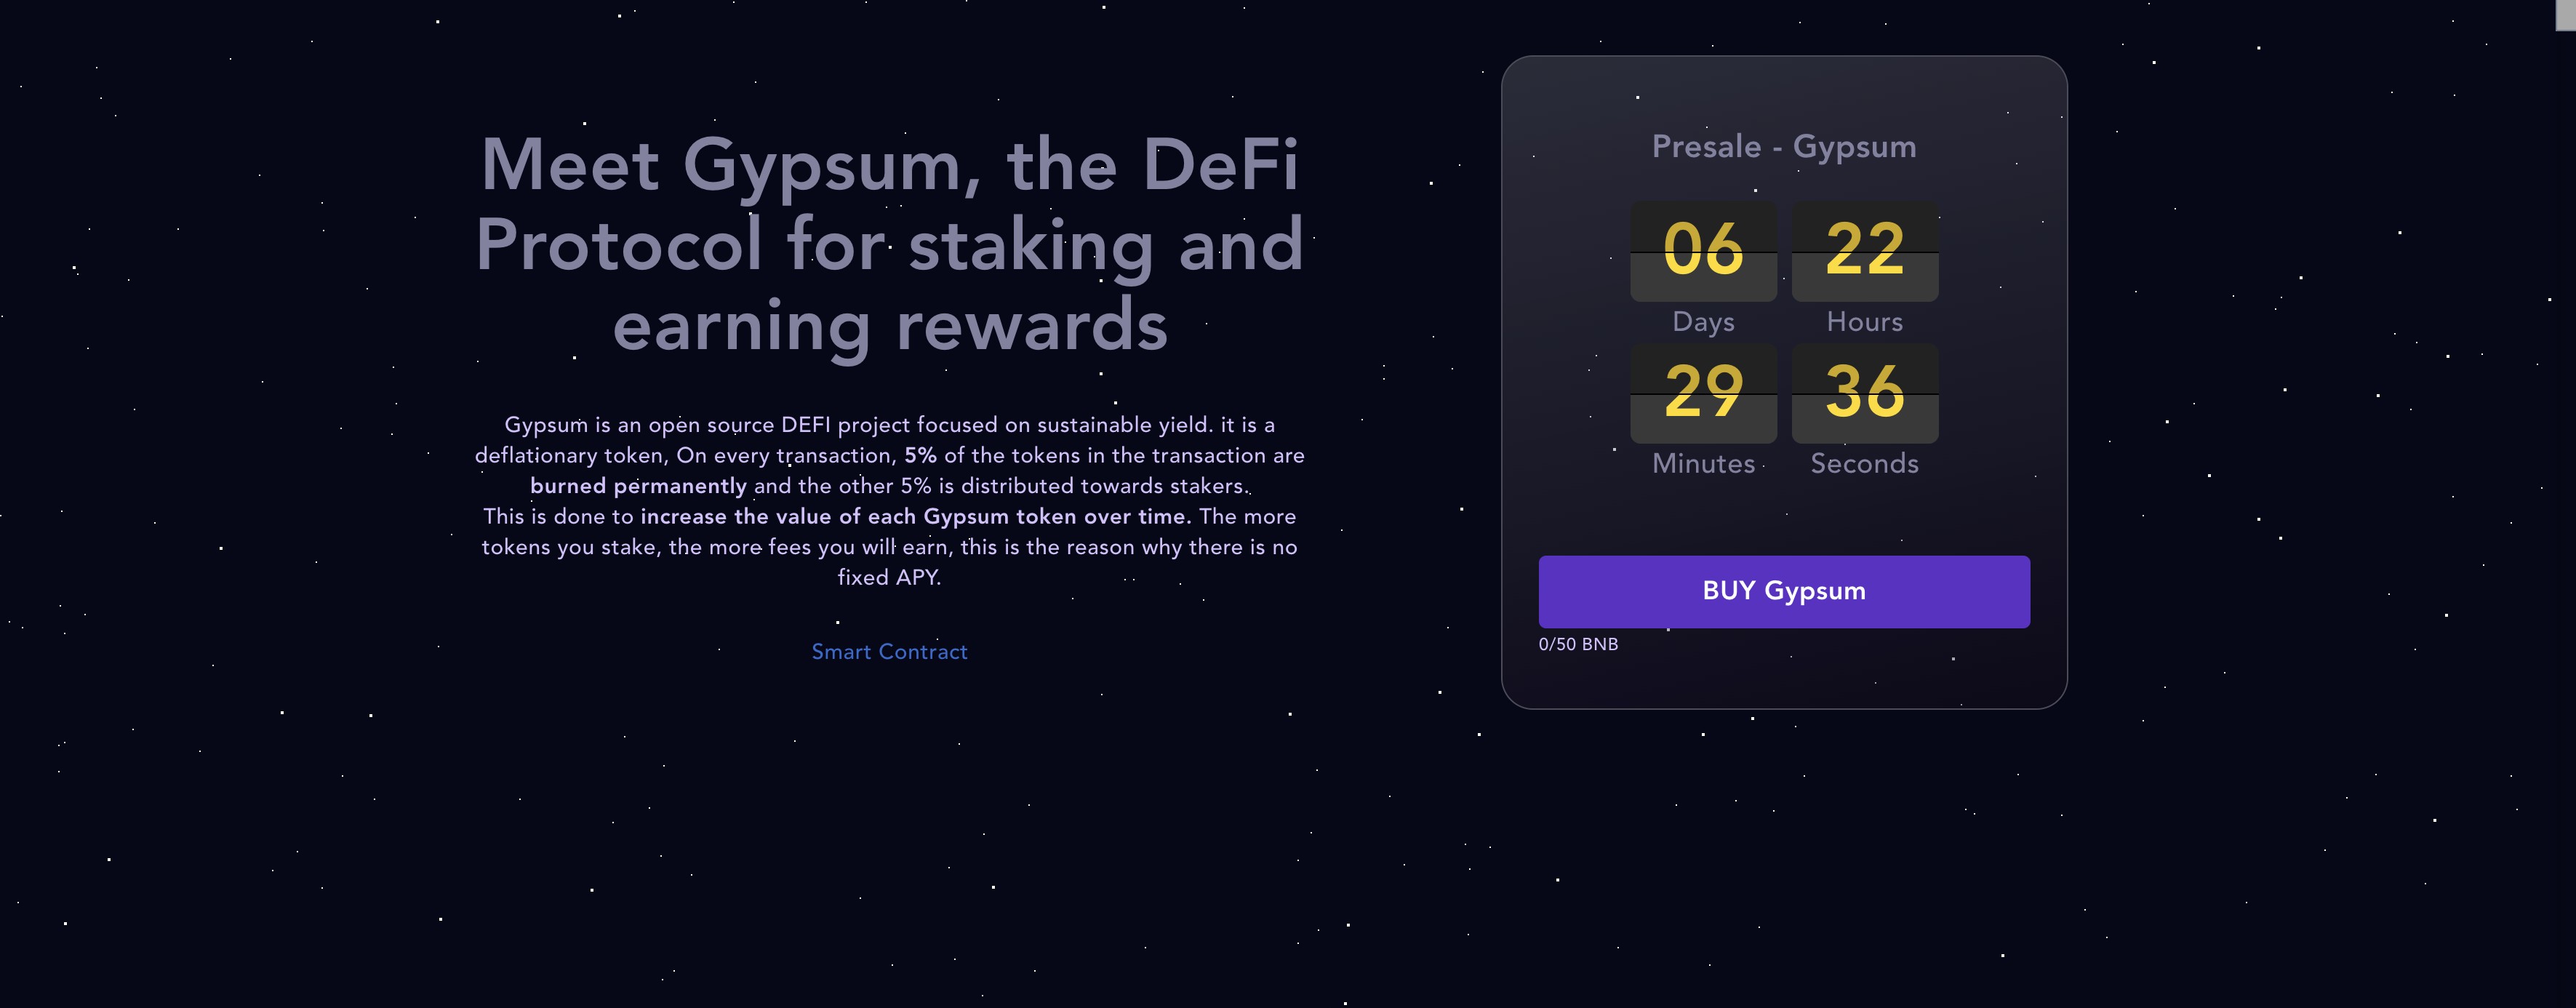 Meet Gypsum, the DeFi
Protocol for staking and
earning rewards
Gypsum is an open source DEFI project focused on sustainable yield. it is a
deflationary token, On every transaction, 5% of the tokens in the transaction are
burned permanently and the other 5% is distributed towards stakers.
This is done to increase the value of each Gypsum token over time. The more
tokens you stake, the more fees you will earn, this is the reason why there is no
fixed APY.
Smart Contract
Presale - Gypsum
06 22
Days Hours
29 36
Minutes Seconds
BUY Gypsum
0/50 BNB